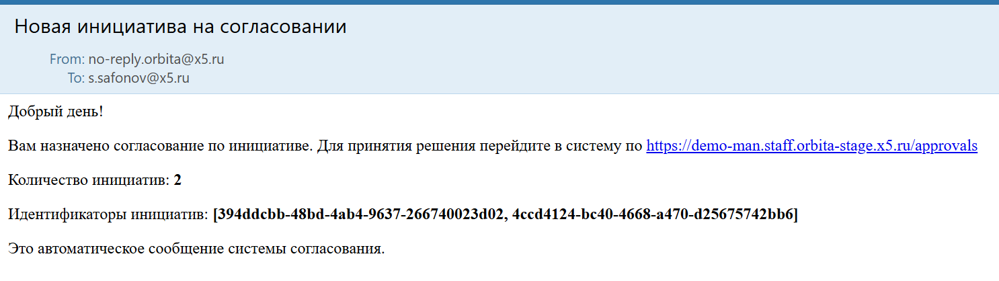 Новая инициатива на согласовании
From: no-reply.orbita@x5.ru
To: s.safonov@x5.ru
Добрый день!
Вам назначено согласование по инициативе. Для принятия решения перейдите в систему по https://demo-man.staff.orbita-stage.x5.ru/approvals
Количество инициатив: 2
Идентификаторы инициатив: [394ddcbb-48bd-4ab4-9637-266740023d02, 4ccd4124-bc40-4668-a470-d25675742bb6]
Это автоматическое сообщение системы согласования.